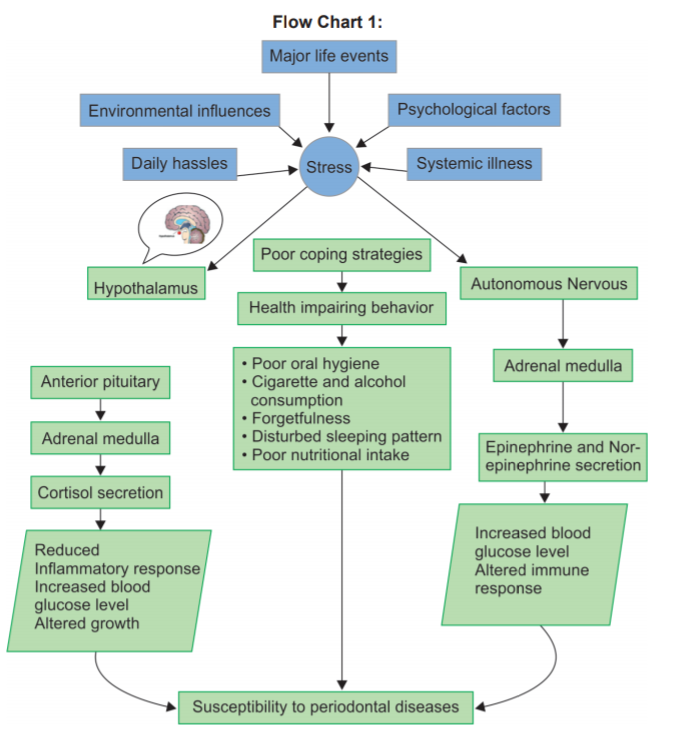 Flow Chart 1:
Major life events
Environmental influences
Psychological factors
Daily hassles
Stress
Systemic illness
Hypothalamus
Poor coping strategies
Autonomous Nervous
Health impairing behavior
Adrenal medulla
• Poor oral hygiene
• Cigarette and alcohol
consumption
• Forgetfulness
• Disturbed sleeping pattern
• Poor nutritional intake
Anterior pituitary
Adrenal medulla
Cortisol secretion
Epinephrine and Nor-
epinephrine secretion
Reduced
Inflammatory response
Increased blood
glucose level
Altered growth
Increased blood
glucose level
Altered immune
response
Susceptibility to periodontal diseases